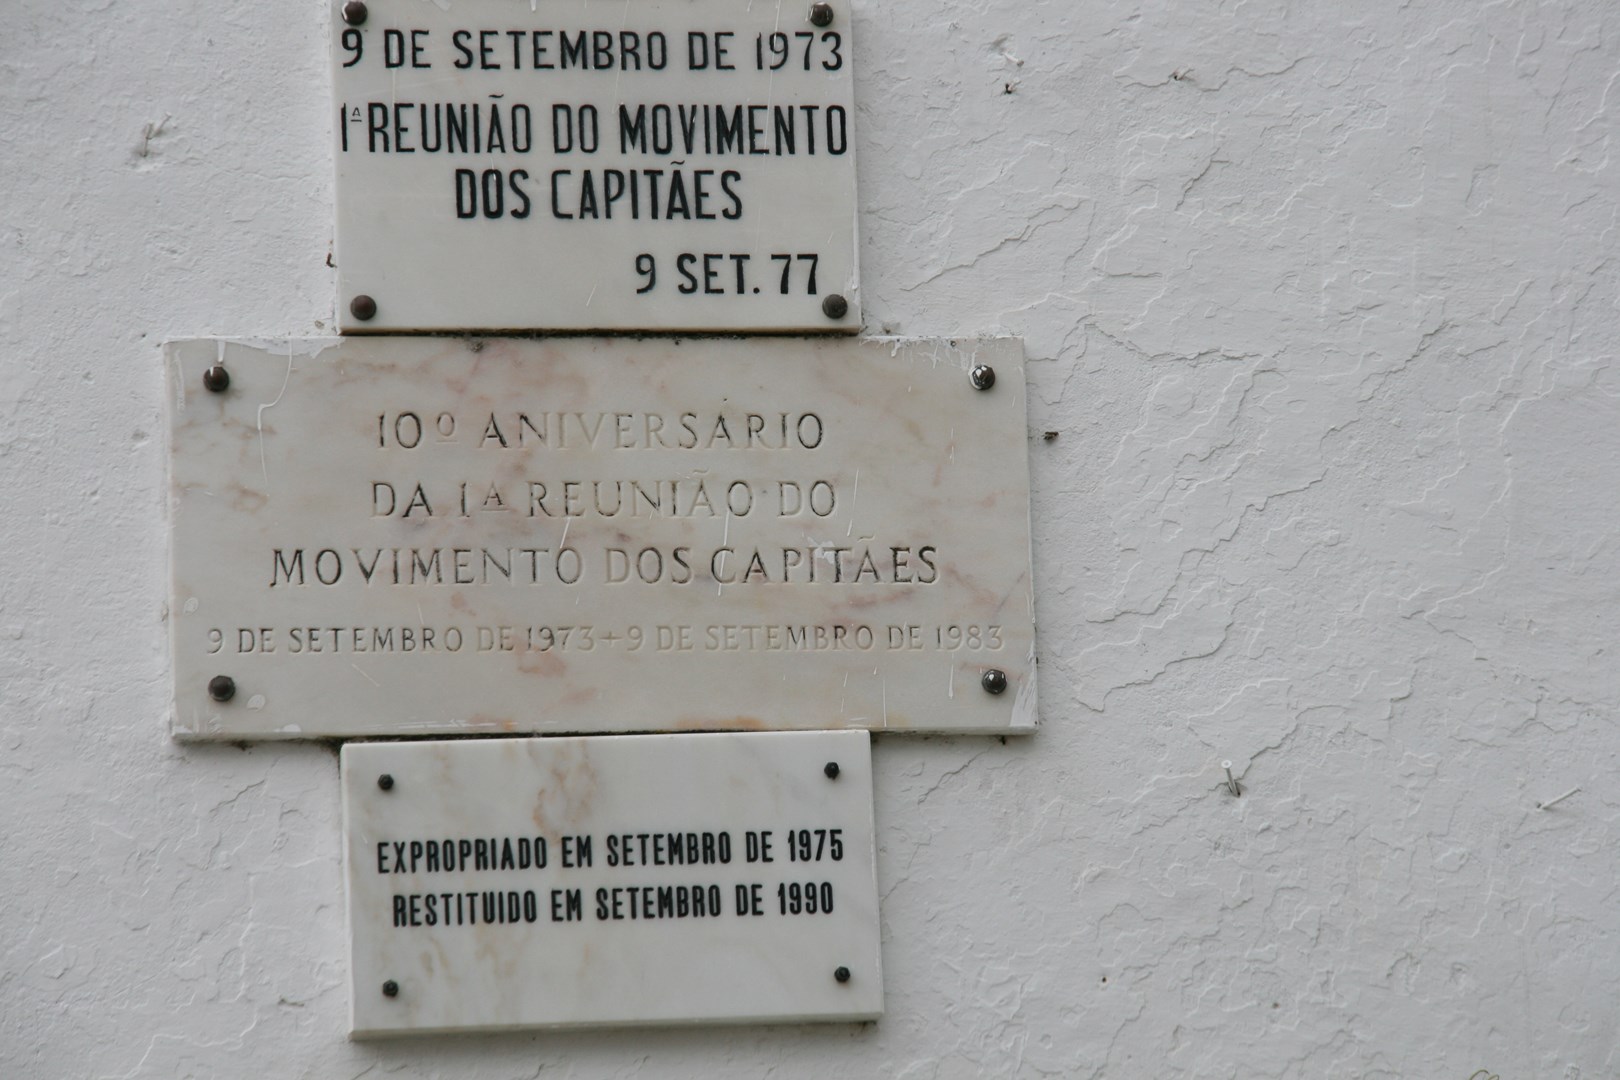 9 DE SETEMBRO DE 1973
1ª REUNIÃO DO MOVIMENTO
DOS CAPITÃES
9 SET. 77
10º ANIVERSÁRIO
DA 1ª REUNIÃO DO
MOVIMENTO DOS CAPITÃES
9 DE SETEMBRO DE 1973+9 DE SETEMBRO DE 1983
EXPROPRIADO EM SETEMBRO DE 1975
RESTITUIDO EM SETEMBRO DE 1990